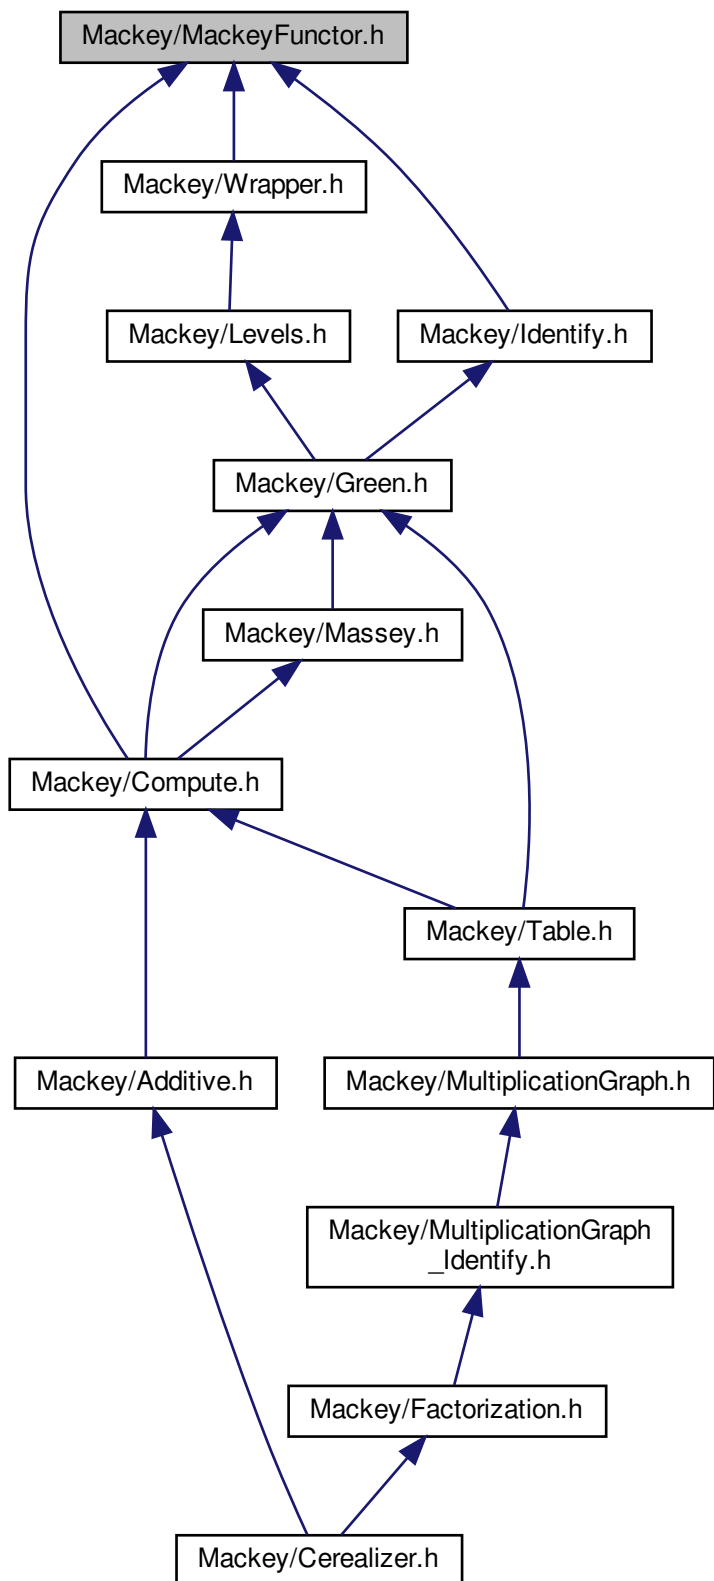 Mackey/MackeyFunctor.h
Mackey/Wrapper.h
Mackey/Levels.h
Mackey/Identify.h
Mackey/Green.h
Mackey/Massey.h
Mackey/Compute.h
Mackey/Table.h
Mackey/Additive.h
Mackey/MultiplicationGraph.h
Mackey/MultiplicationGraph
_Identify.h
Mackey/Factorization.h
Mackey/Cerealizer.h